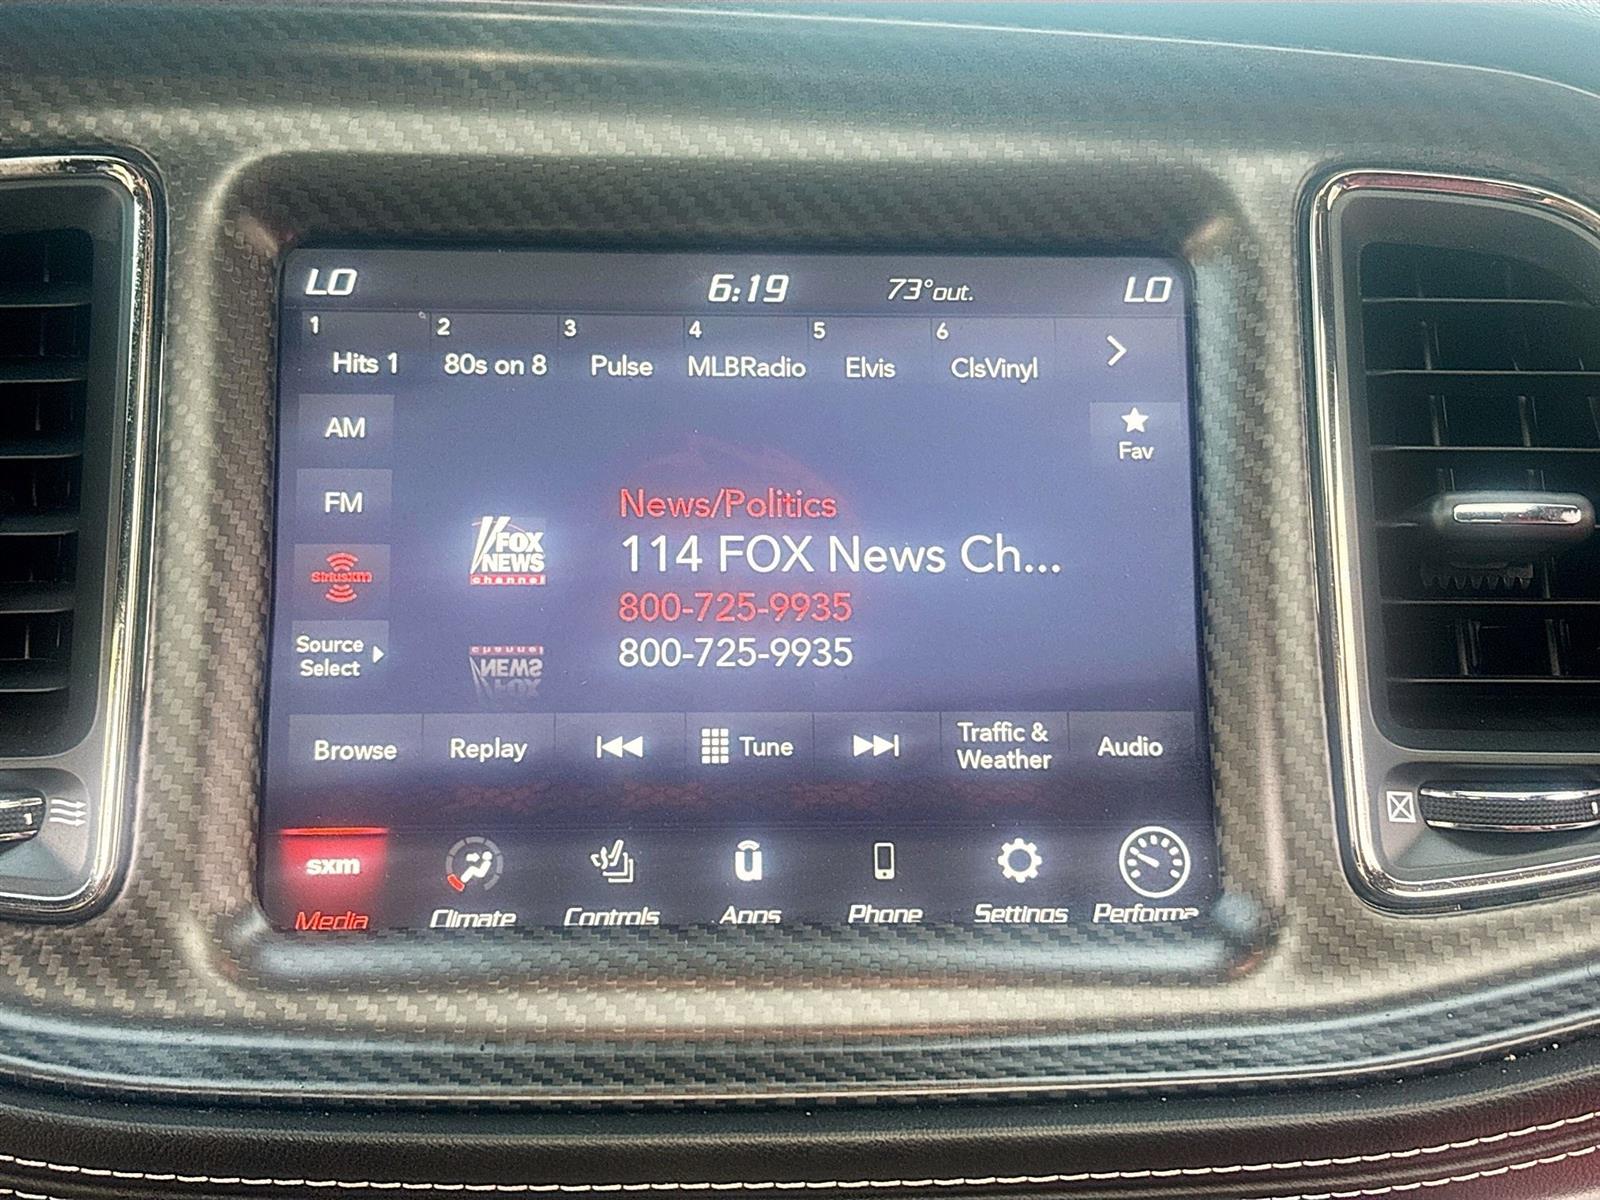 LO 6:19 73°out. LO
1 2 3 4 5 6
Hits 1 80s on 8 Pulse MLBRadio Elvis ClsVinyl
AM
Fav
FM
News/Politics
FOX
NEWS
channel
114 FOX News Ch...
siriusxm
800-725-9935
Source
Select
800-725-9935
Browse Replay Tune Traffic &
Weather Audio
sxm
Media Climate Controls Apps Phone Settings Performa
1